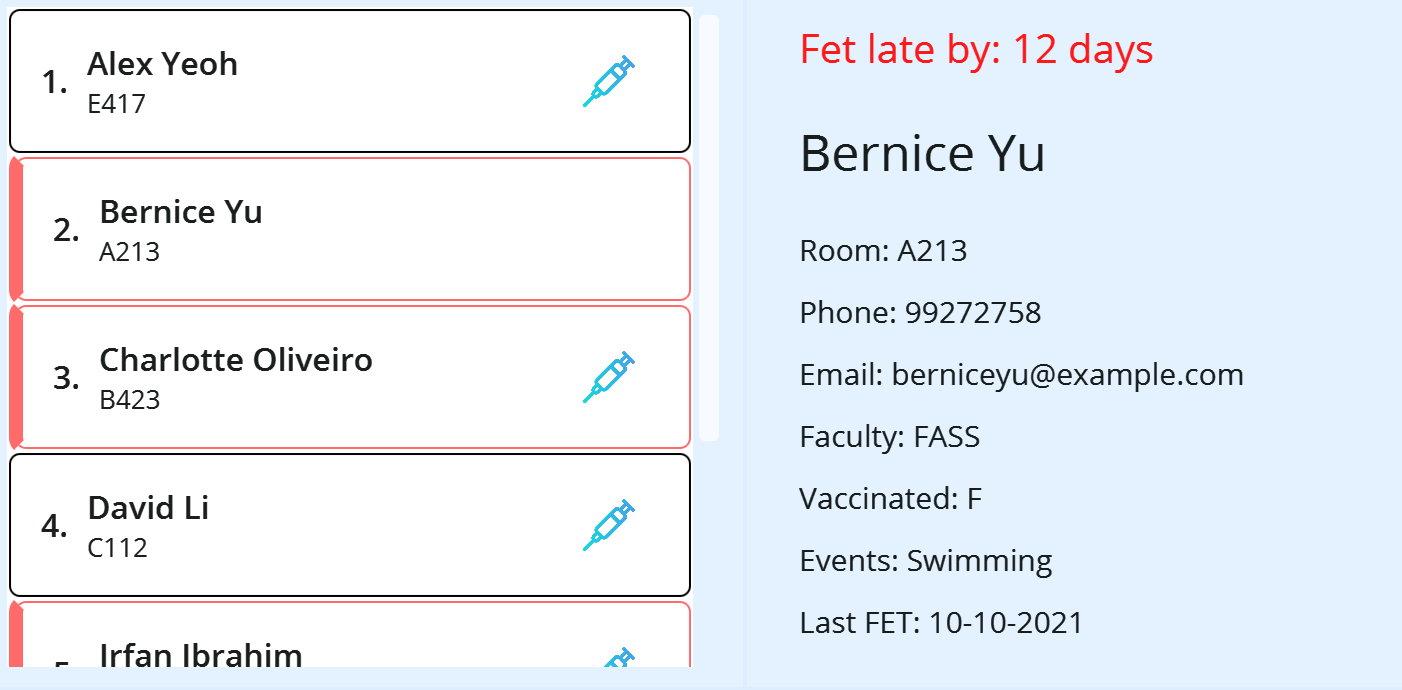 1.
Alex Yeoh
E417
2.
Bernice Yu
A213
3.
Charlotte Oliveiro
B423
4.
David Li
C112
Irfan Ibrahim
Fet late by: 12 days
Bernice Yu
Room: A213
Phone: 99272758
Email: berniceyu@example.com
Faculty: FASS
Vaccinated: F
Events: Swimming
Last FET: 10-10-2021